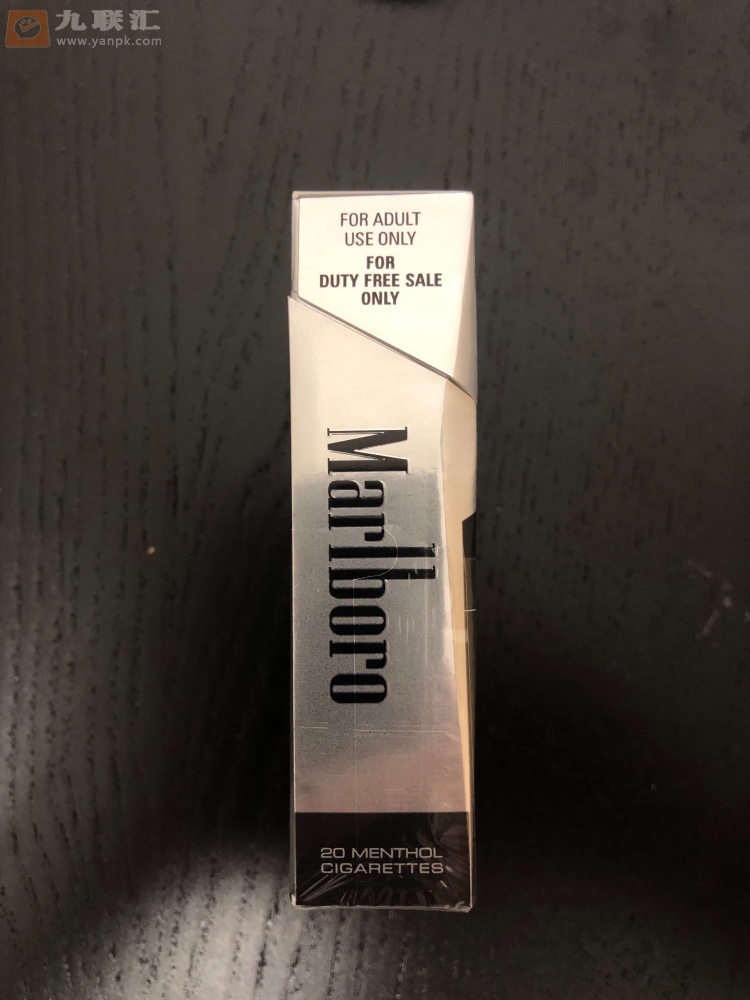 九联汇
www.yanpk.com
FOR ADULT
USE ONLY
FOR
DUTY FREE SALE
ONLY
Marlboro
20 MENTHOL
CIGARETTES